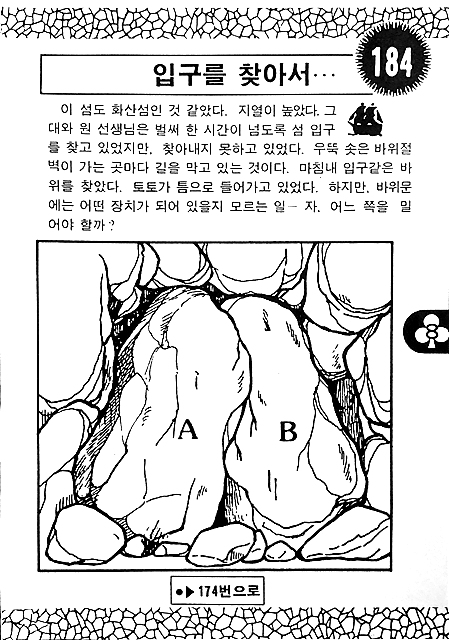 184
입구를 찾아서…
이 섬도 화산섬인 것 같았다. 지열이 높았다. 그
대와 원 선생님은 벌써 한 시간이 넘도록 섬 입구
를 찾고 있었지만, 찾아내지 못하고 있었다. 우뚝 솟은 바위절
벽이 가는 곳마다 길을 막고 있는 것이다. 마침내 입구같은 바
위를 찾았다. 토토가 틈으로 들어가고 있었다. 하지만, 바위문
에는 어떤 장치가 되어 있을지 모르는 일— 자, 어느 쪽을 밀
어야 할까?
A B
●▶174번으로